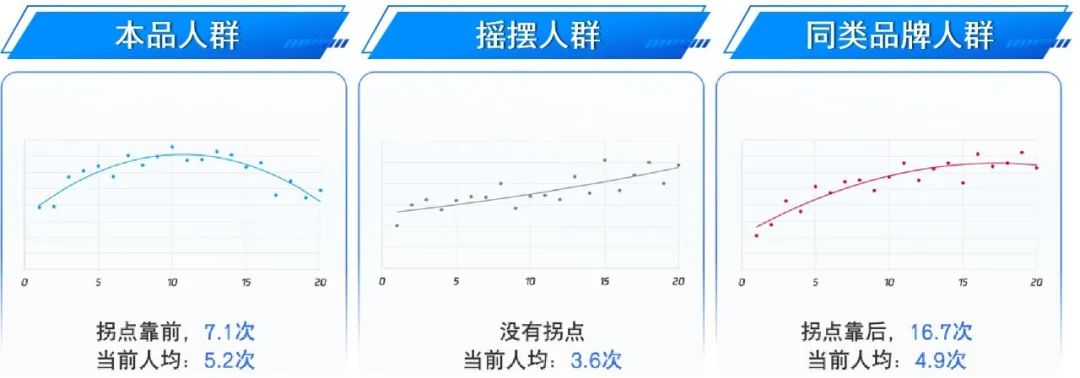 本品人群
摇摆人群
同类品牌人群
0 5 10 15 20
0 5 10 15 20
0 5 10 15 20
拐点靠前，7.1次
当前人均：5.2次
没有拐点
当前人均：3.6次
拐点靠后，16.7次
当前人均：4.9次